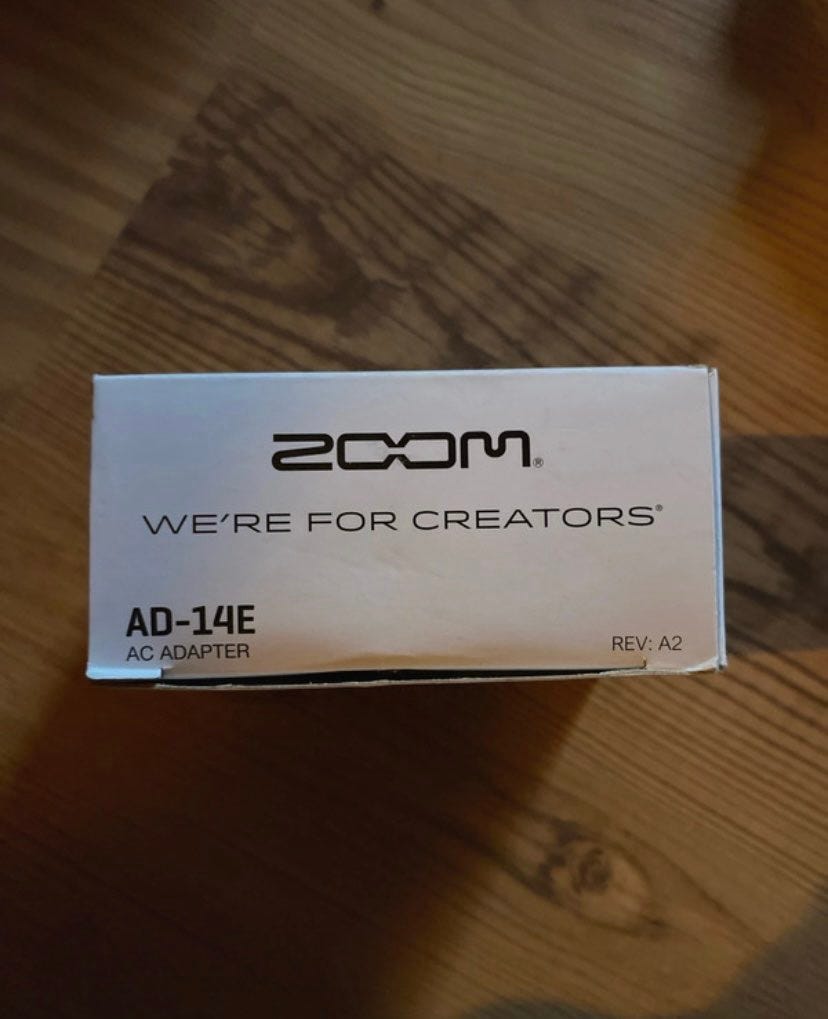 ZOOM®
WE'RE FOR CREATORS®
AD-14E
AC ADAPTER
REV: A2